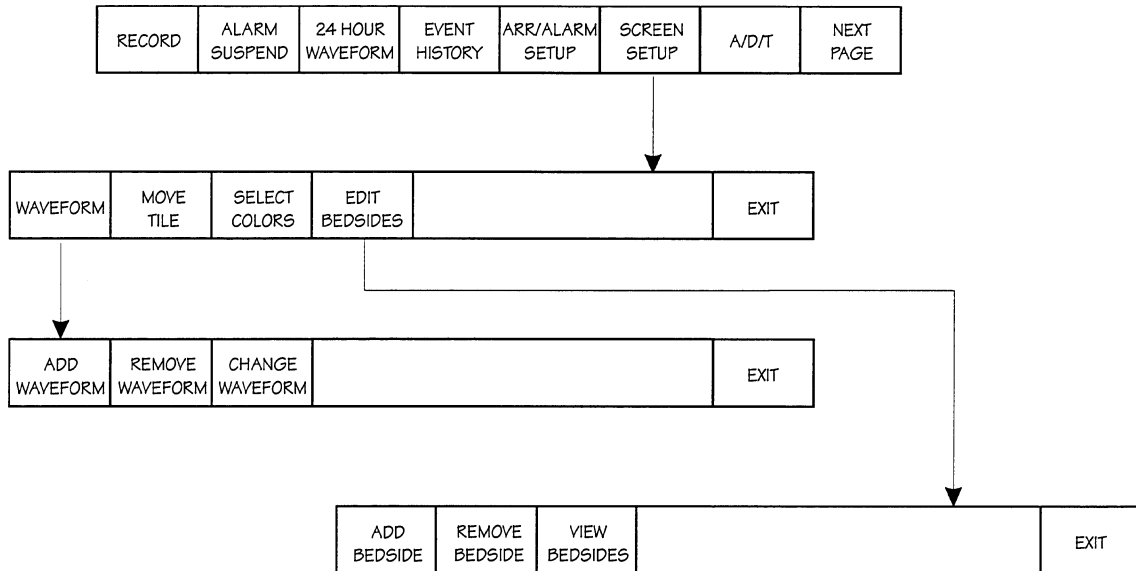 RECORD
ALARM
SUSPEND
24 HOUR
WAVEFORM
EVENT
HISTORY
ARR/ALARM
SETUP
SCREEN
SETUP
A/D/T
NEXT
PAGE
WAVEFORM
MOVE
TILE
SELECT
COLORS
EDIT
BEDSIDES
EXIT
ADD
WAVEFORM
REMOVE
WAVEFORM
CHANGE
WAVEFORM
EXIT
ADD
BEDSIDE
REMOVE
BEDSIDE
VIEW
BEDSIDES
EXIT